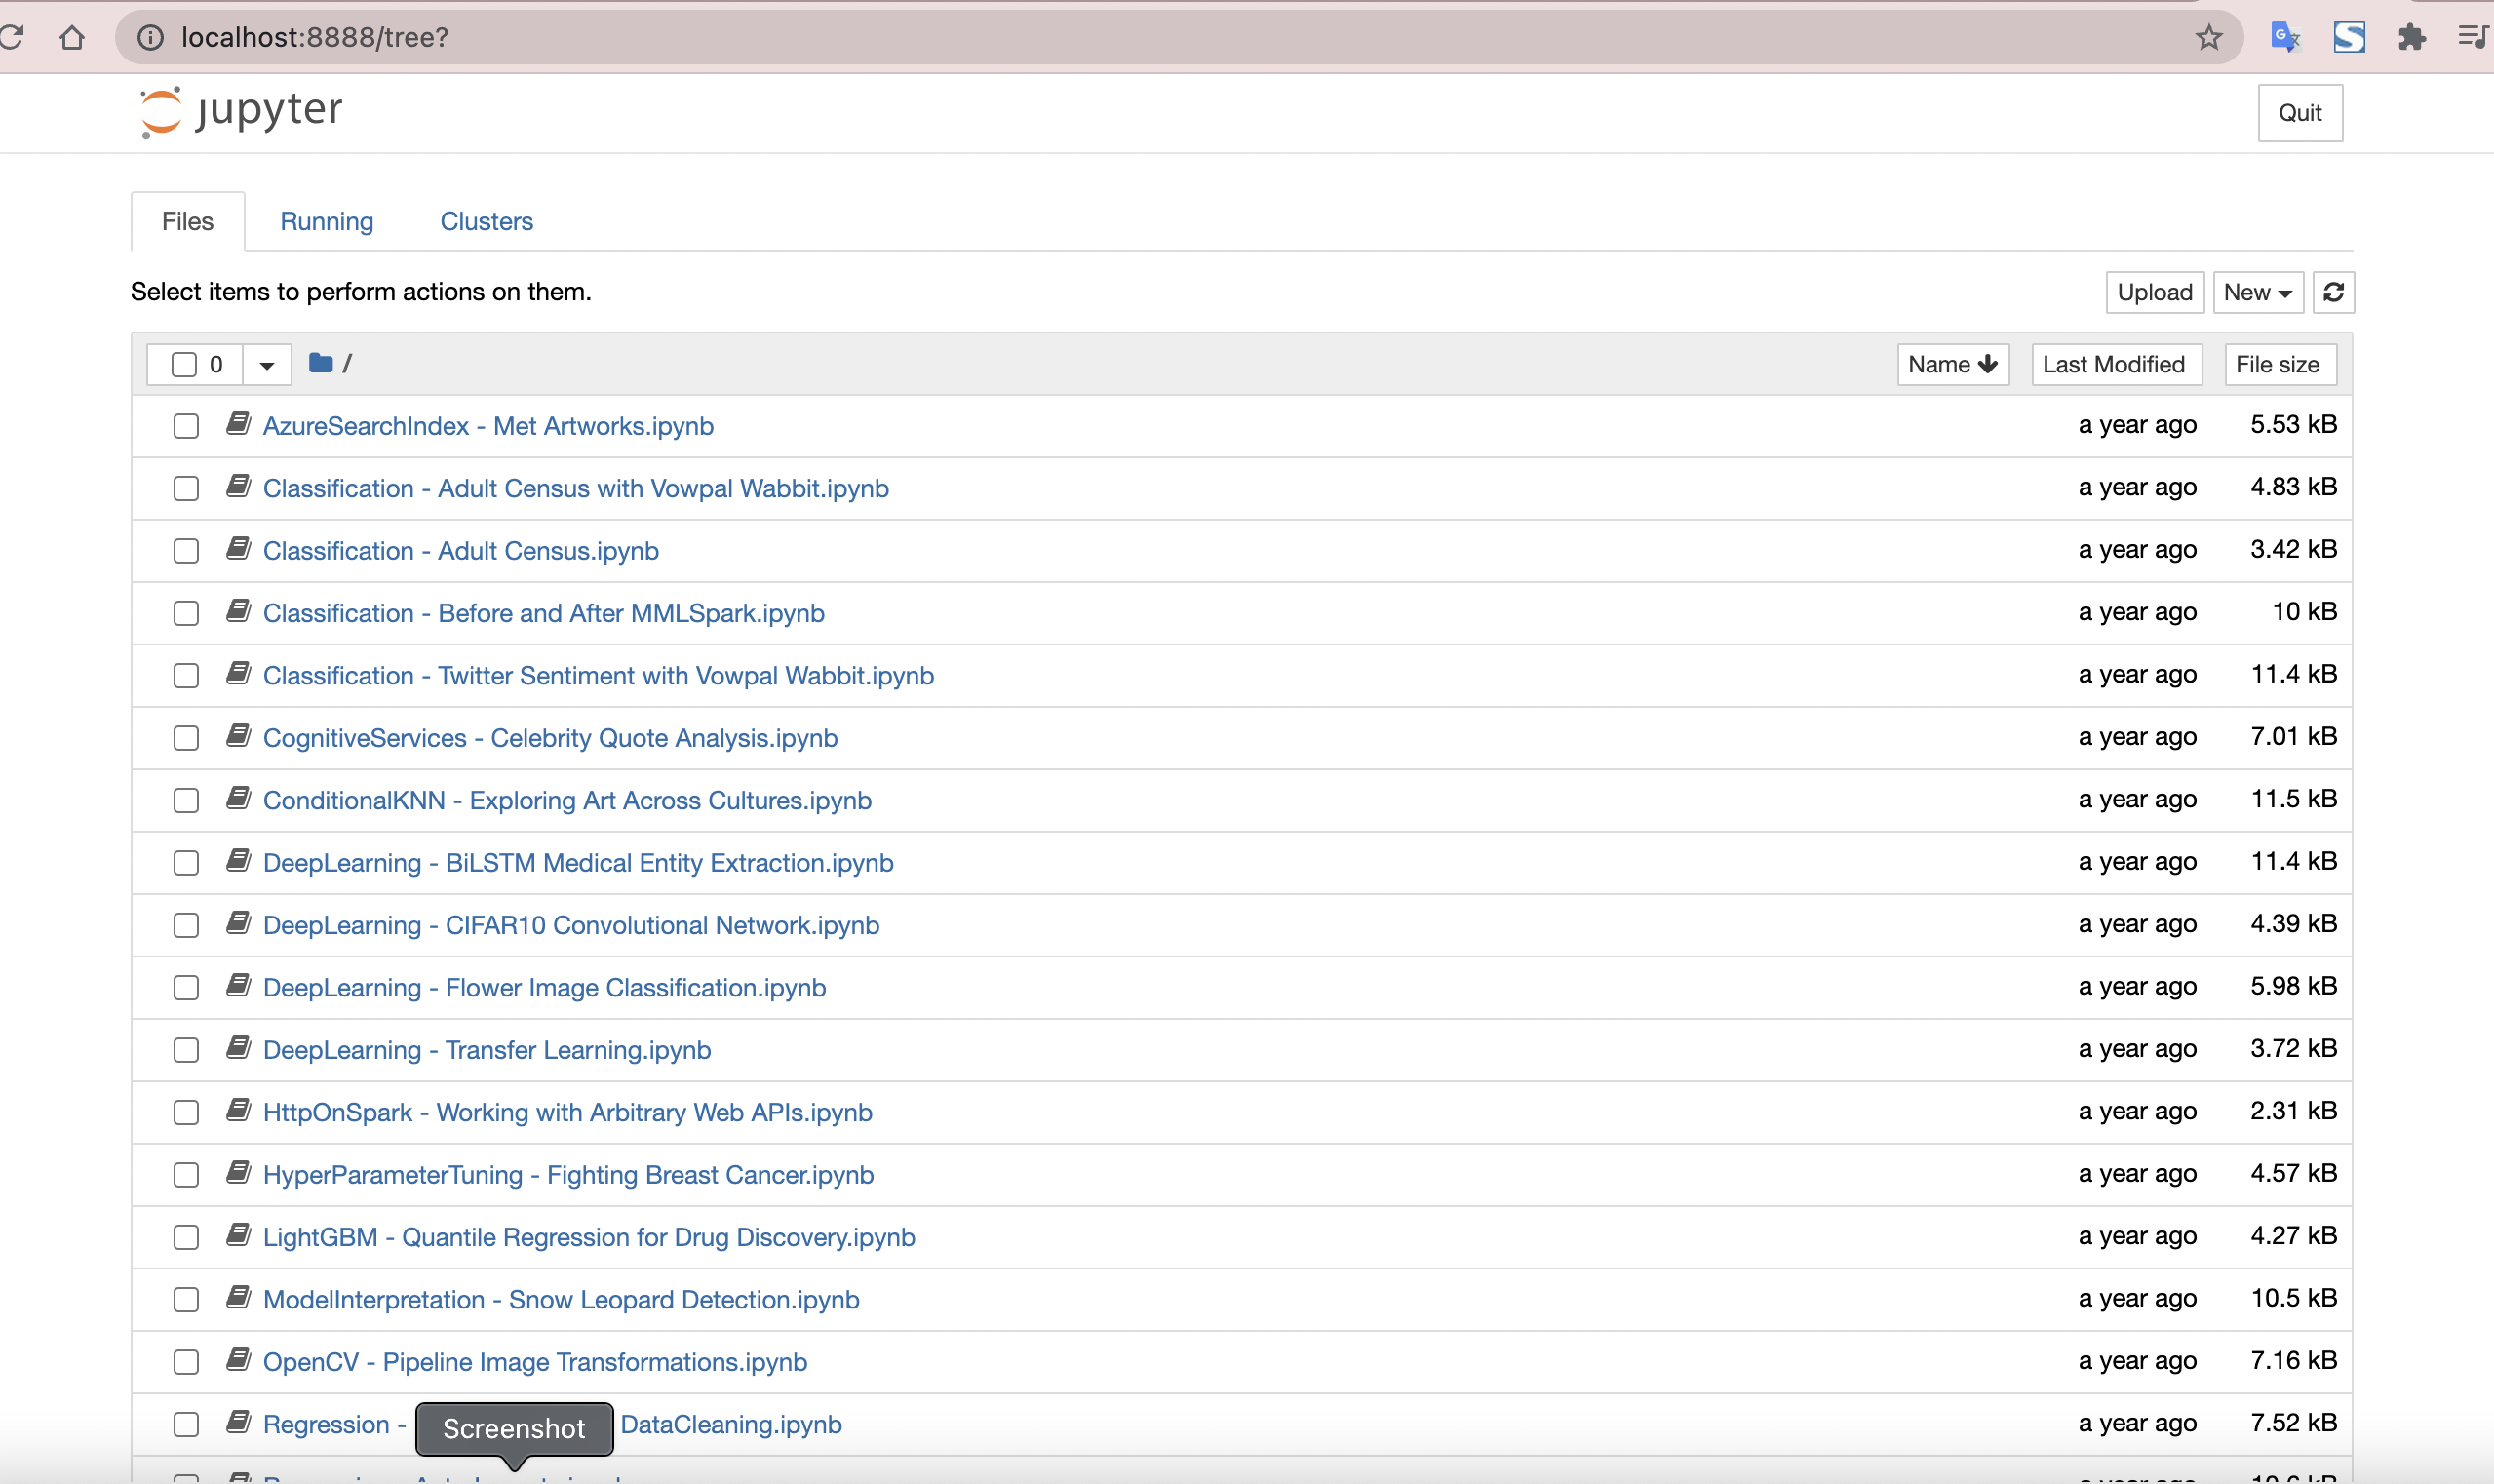 localhost:8888/tree?
jupyter
Quit
Files Running Clusters
Select items to perform actions on them.
Upload New
0 / Name Last Modified File size
AzureSearchIndex - Met Artworks.ipynb a year ago 5.53 kB
Classification - Adult Census with Vowpal Wabbit.ipynb a year ago 4.83 kB
Classification - Adult Census.ipynb a year ago 3.42 kB
Classification - Before and After MMLSpark.ipynb a year ago 10 kB
Classification - Twitter Sentiment with Vowpal Wabbit.ipynb a year ago 11.4 kB
CognitiveServices - Celebrity Quote Analysis.ipynb a year ago 7.01 kB
ConditionalKNN - Exploring Art Across Cultures.ipynb a year ago 11.5 kB
DeepLearning - BiLSTM Medical Entity Extraction.ipynb a year ago 11.4 kB
DeepLearning - CIFAR10 Convolutional Network.ipynb a year ago 4.39 kB
DeepLearning - Flower Image Classification.ipynb a year ago 5.98 kB
DeepLearning - Transfer Learning.ipynb a year ago 3.72 kB
HttpOnSpark - Working with Arbitrary Web APIs.ipynb a year ago 2.31 kB
HyperParameterTuning - Fighting Breast Cancer.ipynb a year ago 4.57 kB
LightGBM - Quantile Regression for Drug Discovery.ipynb a year ago 4.27 kB
ModelInterpretation - Snow Leopard Detection.ipynb a year ago 10.5 kB
OpenCV - Pipeline Image Transformations.ipynb a year ago 7.16 kB
Regression - Screenshot DataCleaning.ipynb a year ago 7.52 kB